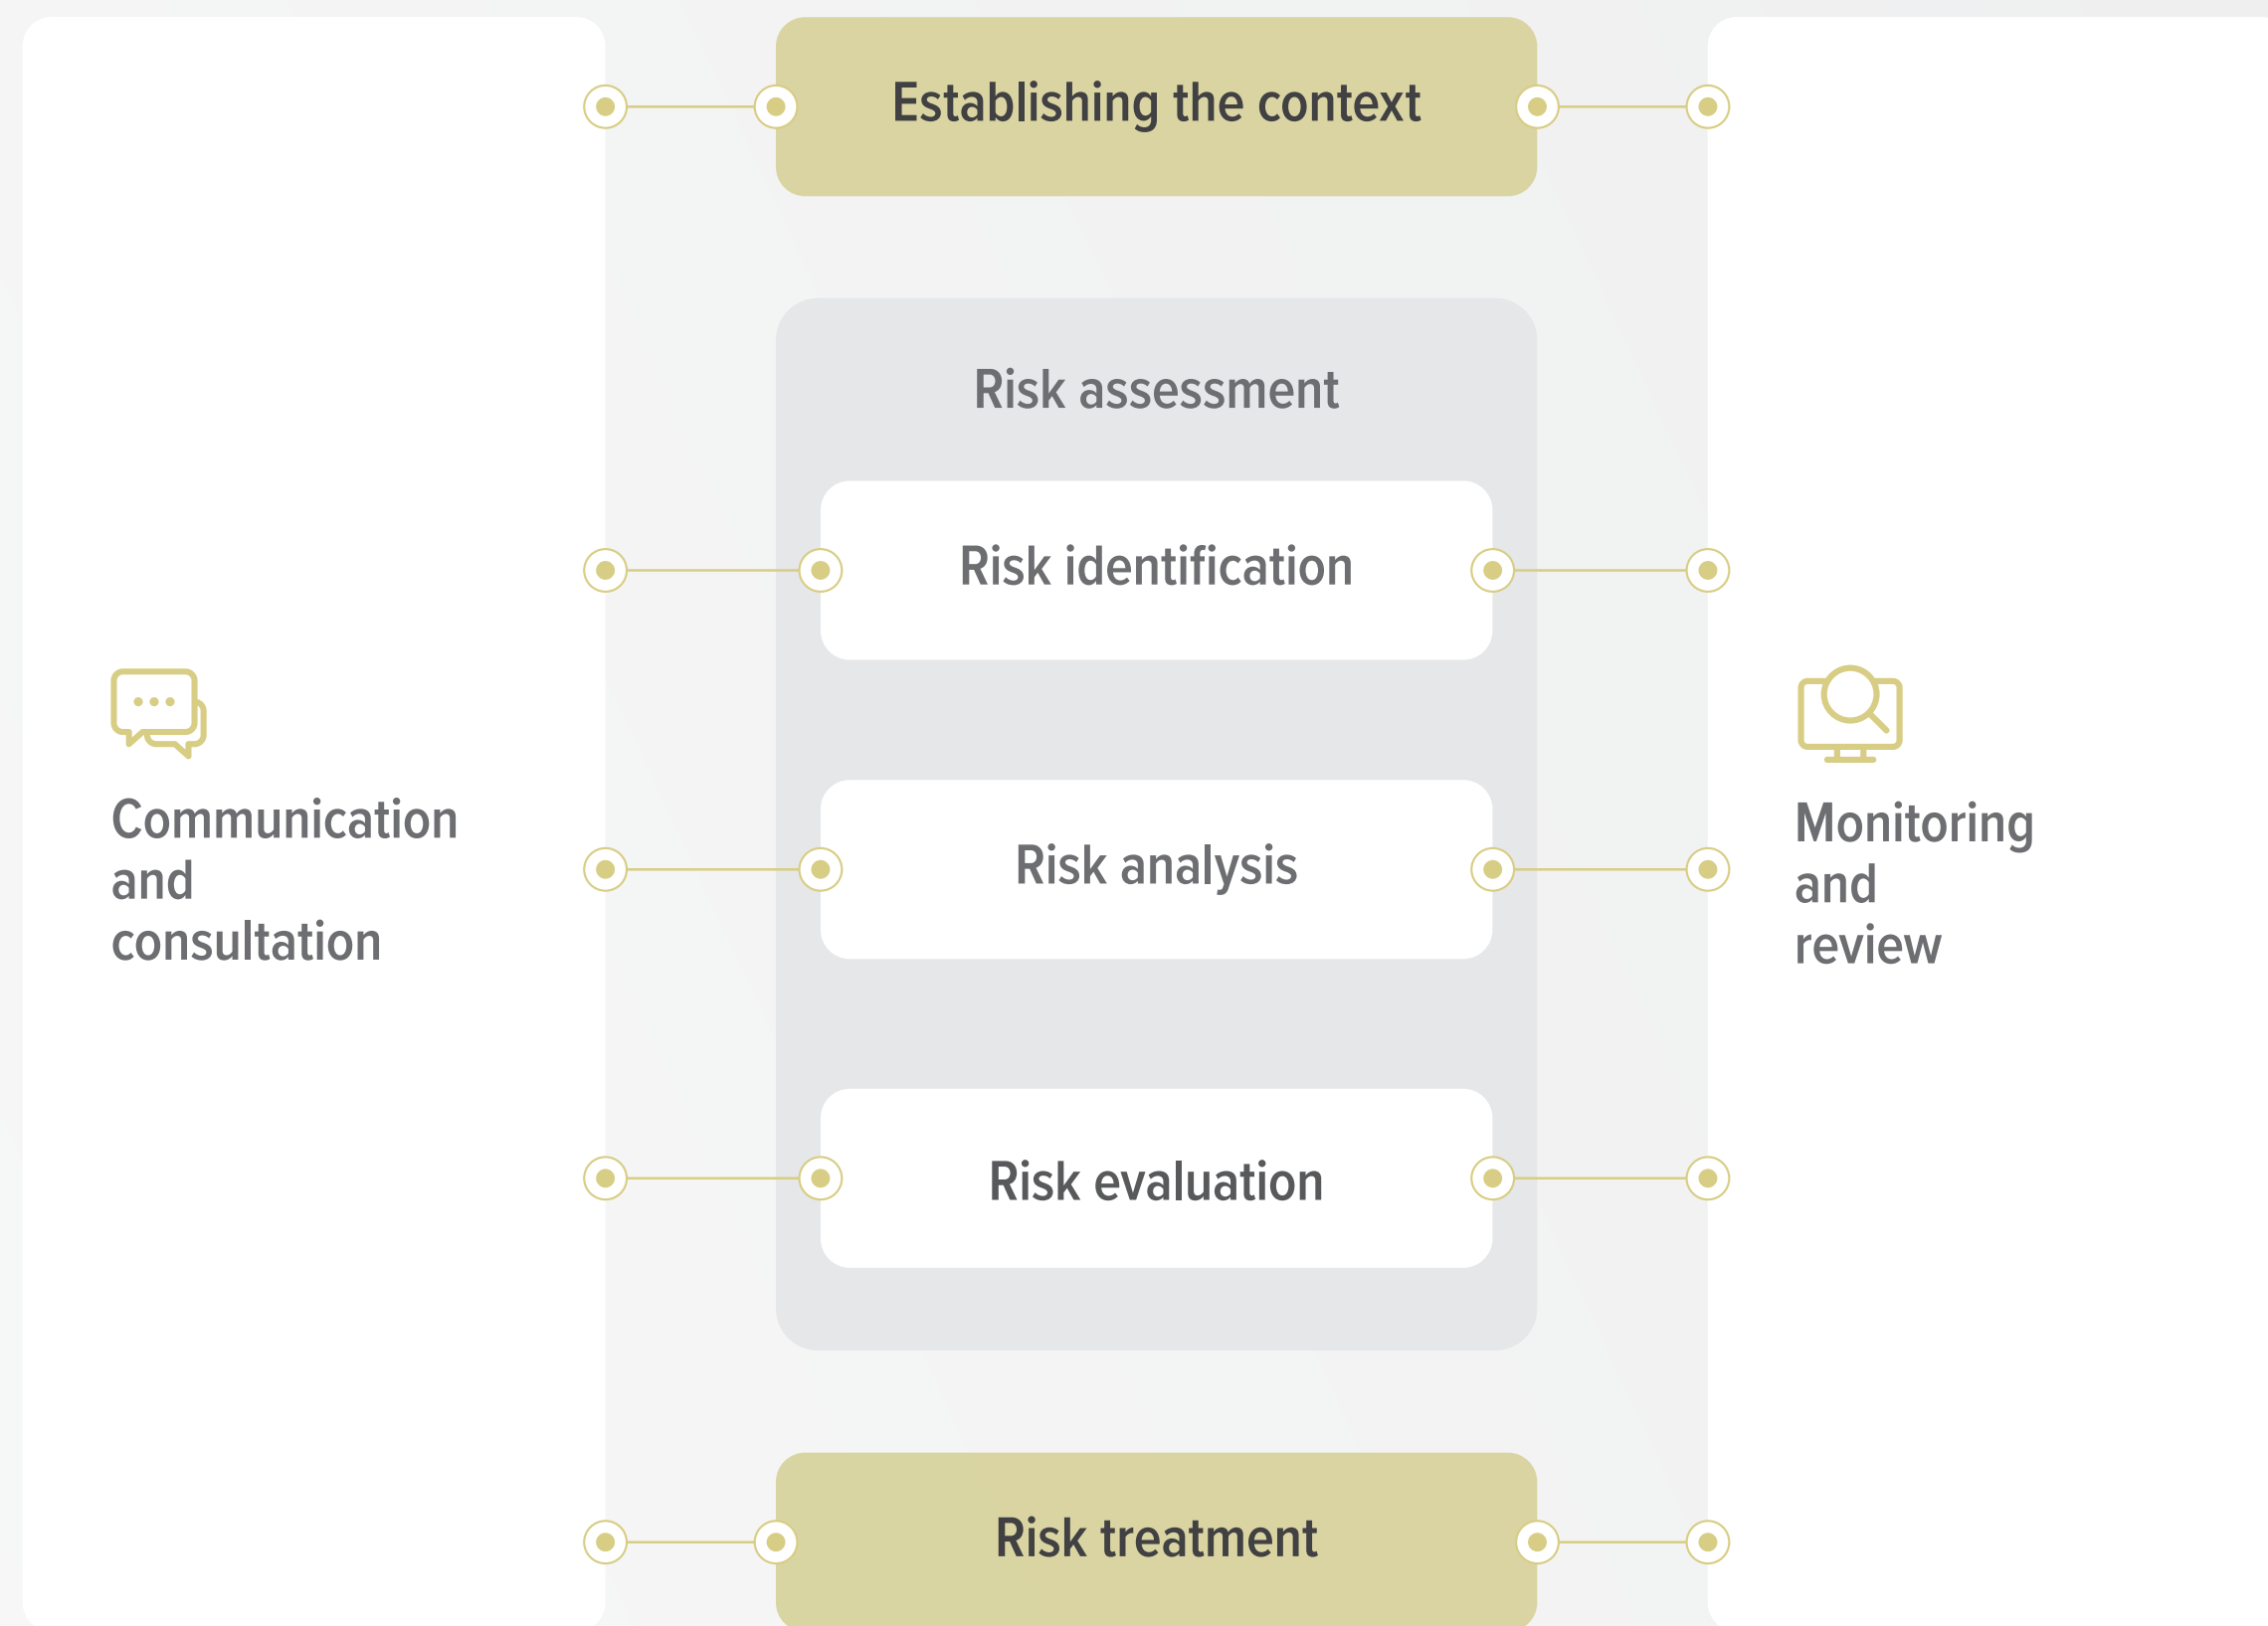 Establishing the context
Risk assessment
Risk identification
Risk analysis
Risk evaluation
Risk treatment
Communication
and
consultation
Monitoring
and
review